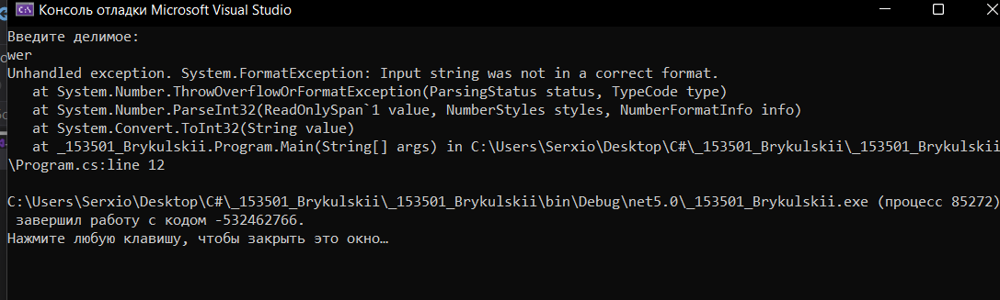 Консоль отладки Microsoft Visual Studio
Введите делимое:
wer
Unhandled exception. System.FormatException: Input string was not in a correct format.
at System.Number.ThrowOverflowOrFormatException(ParsingStatus status, TypeCode type)
at System.Number.ParseInt32(ReadOnlySpan`1 value, NumberStyles styles, NumberFormatInfo info)
at System.Convert.ToInt32(String value)
at _153501_Brykulskii.Program.Main(String[] args) in C:\Users\Serxio\Desktop\C#\_153501_Brykulskii\_153501_Brykulskii
\Program.cs:line 12
C:\Users\Serxio\Desktop\C#\_153501_Brykulskii\_153501_Brykulskii\bin\Debug\net5.0\_153501_Brykulskii.exe (процесс 85272)
завершил работу с кодом -532462766.
Нажмите любую клавишу, чтобы закрыть это окно…